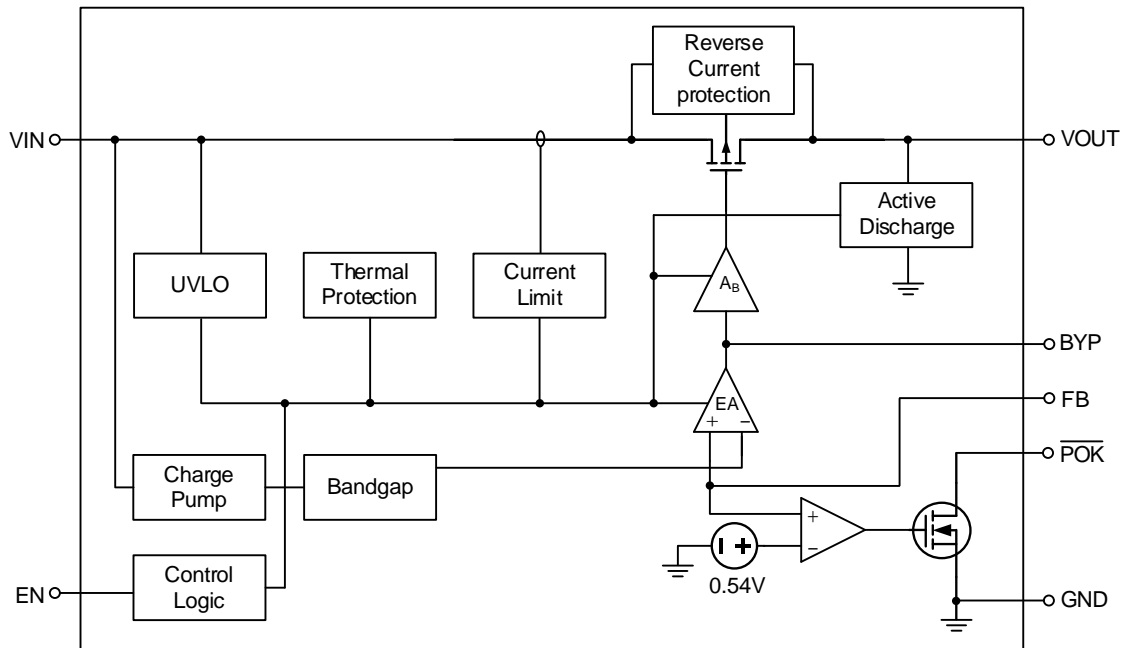 Reverse
Current
protection
VIN
VOUT
Active
Discharge
UVLO
Thermal
Protection
Current
Limit
AB
BYP
EA
+ −
FB
POK
Charge
Pump
Bandgap
+
−
0.54V
Control
Logic
EN
GND